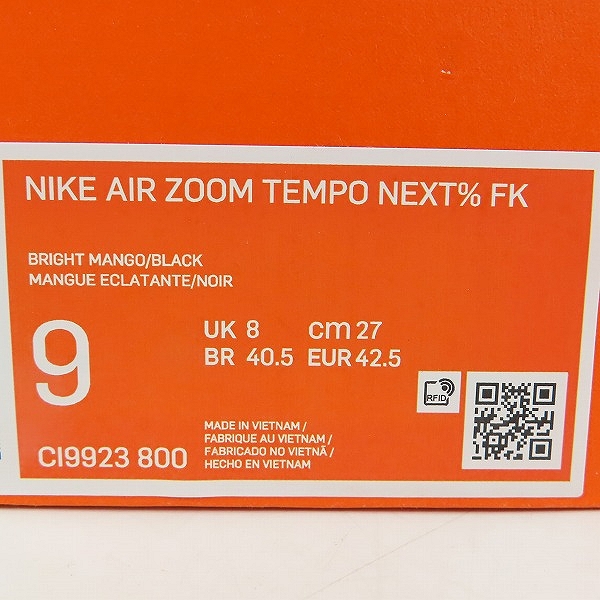 NIKE AIR ZOOM TEMPO NEXT% FK
BRIGHT MANGO/BLACK
MANGUE ECLATANTE/NOIR
9
UK 8 cm 27
BR 40.5 EUR 42.5
RFID
MADE IN VIETNAM /
FABRIQUE AU VIETNAM /
FABRICADO NO VIETNÃ /
HECHO EN VIETNAM
CI9923 800